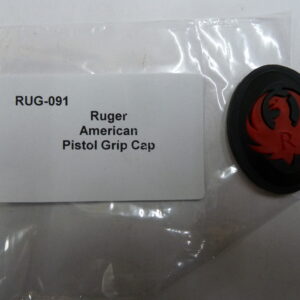 RUG-091
Ruger
American
Pistol Grip Cap
R